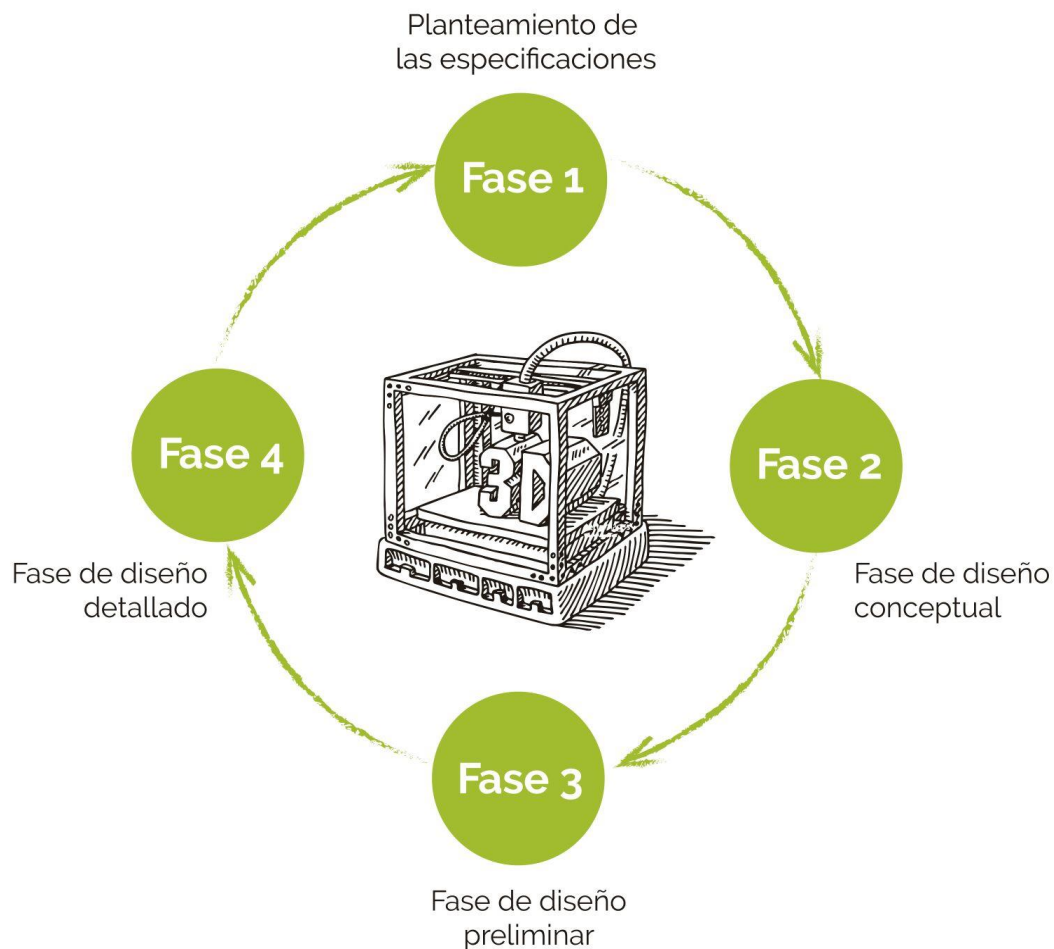 Planteamiento de
las especificaciones
Fase 1
Fase 2
Fase de diseño
conceptual
Fase 3
Fase de diseño
preliminar
Fase 4
Fase de diseño
detallado
3D